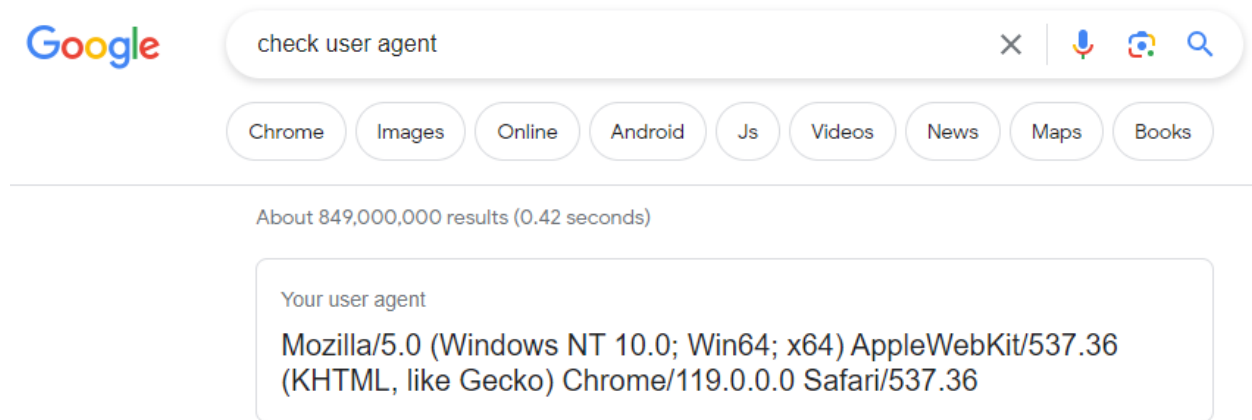 Google
check user agent
Chrome Images Online Android Js Videos News Maps Books
About 849,000,000 results (0.42 seconds)
Your user agent
Mozilla/5.0 (Windows NT 10.0; Win64; x64) AppleWebKit/537.36
(KHTML, like Gecko) Chrome/119.0.0.0 Safari/537.36